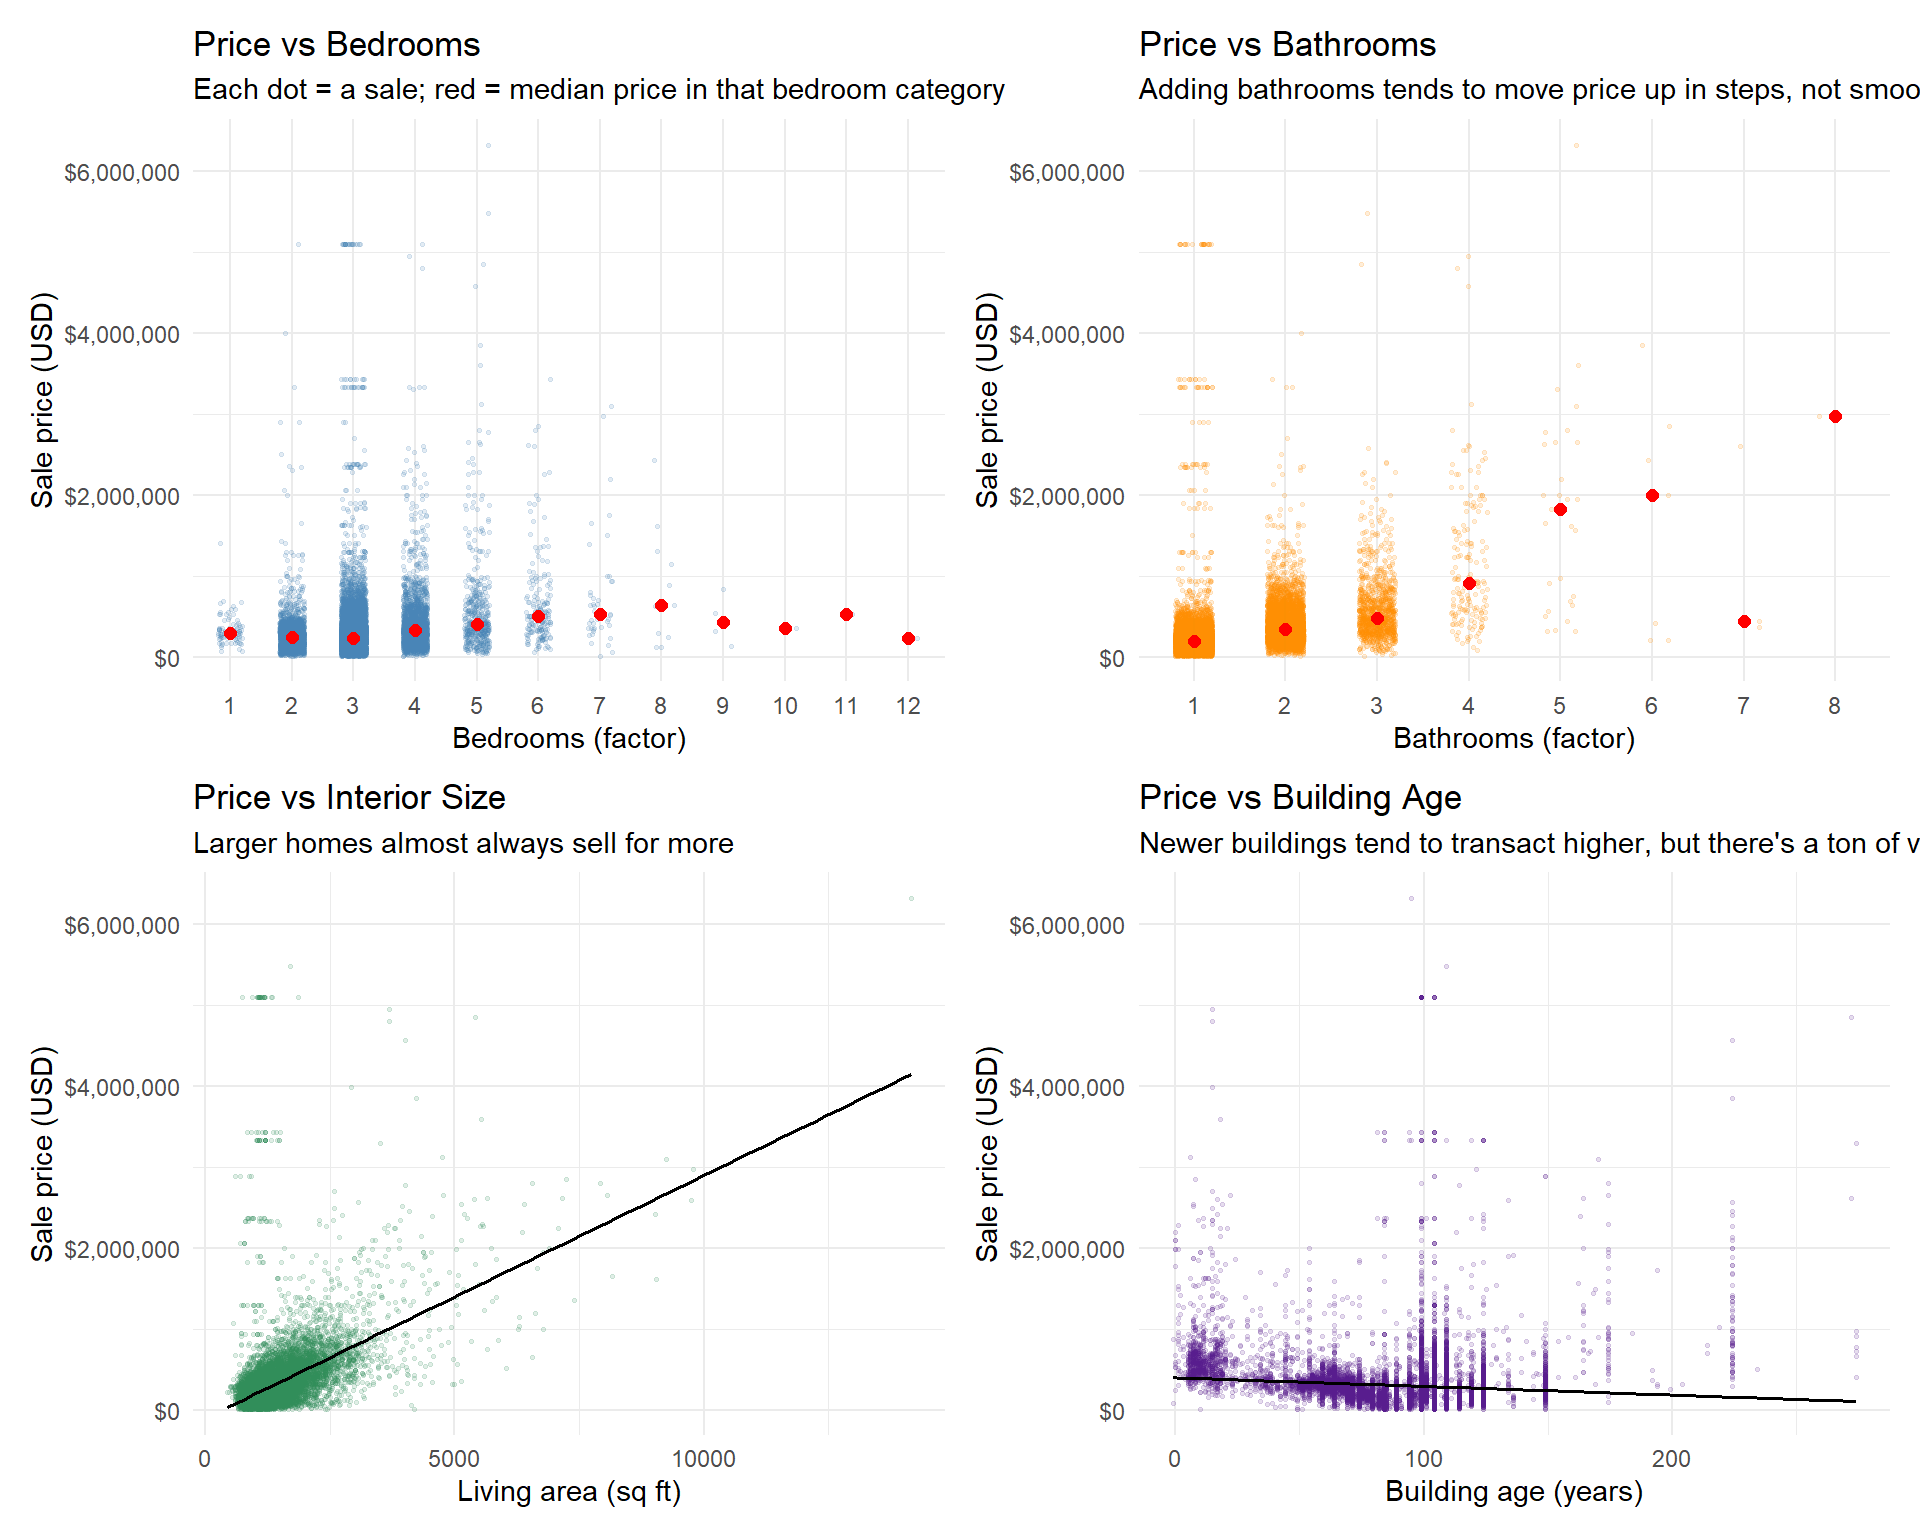 Price vs Bedrooms
Each dot = a sale; red = median price in that bedroom category
Sale price (USD)
$6,000,000
$4,000,000
$2,000,000
$0
1 2 3 4 5 6 7 8 9 10 11 12
Bedrooms (factor)
Price vs Bathrooms
Adding bathrooms tends to move price up in steps, not smoo
Sale price (USD)
$6,000,000
$4,000,000
$2,000,000
$0
1 2 3 4 5 6 7 8
Bathrooms (factor)
Price vs Interior Size
Larger homes almost always sell for more
Sale price (USD)
$6,000,000
$4,000,000
$2,000,000
$0
0 5000 10000
Living area (sq ft)
Price vs Building Age
Newer buildings tend to transact higher, but there's a ton of v
Sale price (USD)
$6,000,000
$4,000,000
$2,000,000
$0
0 100 200
Building age (years)